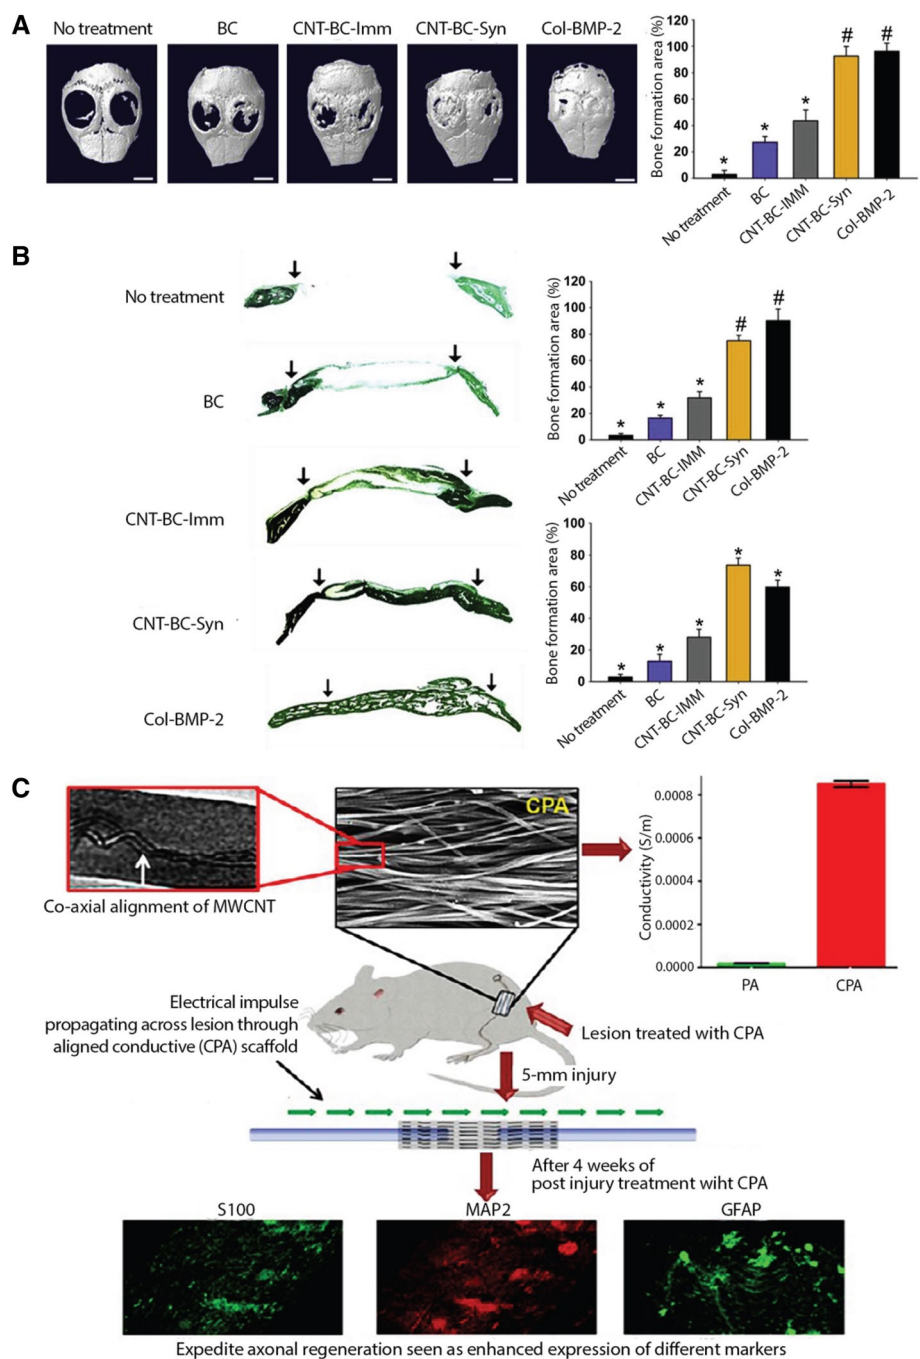 A
No treatment
BC
CNT-BC-Imm
CNT-BC-Syn
Col-BMP-2
Bone formation area (%)
120
100
80
60
40
20
0
*
*
*
#
#
No treatment
BC
CNT-BC-IMM
CNT-BC-Syn
Col-BMP-2
B
No treatment
BC
CNT-BC-Imm
CNT-BC-Syn
Col-BMP-2
Bone formation area (%)
120
100
80
60
40
20
0
*
*
*
#
#
No treatment
BC
CNT-BC-IMM
CNT-BC-Syn
Col-BMP-2
Bone formation area (%)
100
80
60
40
20
0
*
*
*
*
*
No treatment
BC
CNT-BC-IMM
CNT-BC-Syn
Col-BMP-2
C
CPA
Co-axial alignment of MWCNT
Conductivity (S/m)
0.0008
0.0006
0.0004
0.0002
0.0000
PA
CPA
Electrical impulse
propagating across lesion through
aligned conductive (CPA) scaffold
Lesion treated with CPA
5-mm injury
After 4 weeks of
post injury treatment wiht CPA
S100
MAP2
GFAP
Expedite axonal regeneration seen as enhanced expression of different markers